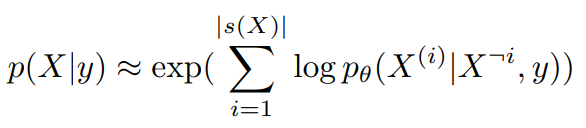 p(X|y) ≈ exp( ∑_{i=1}^{|s(X)|} log p_θ(X^{(i)}|X^{¬i}, y))